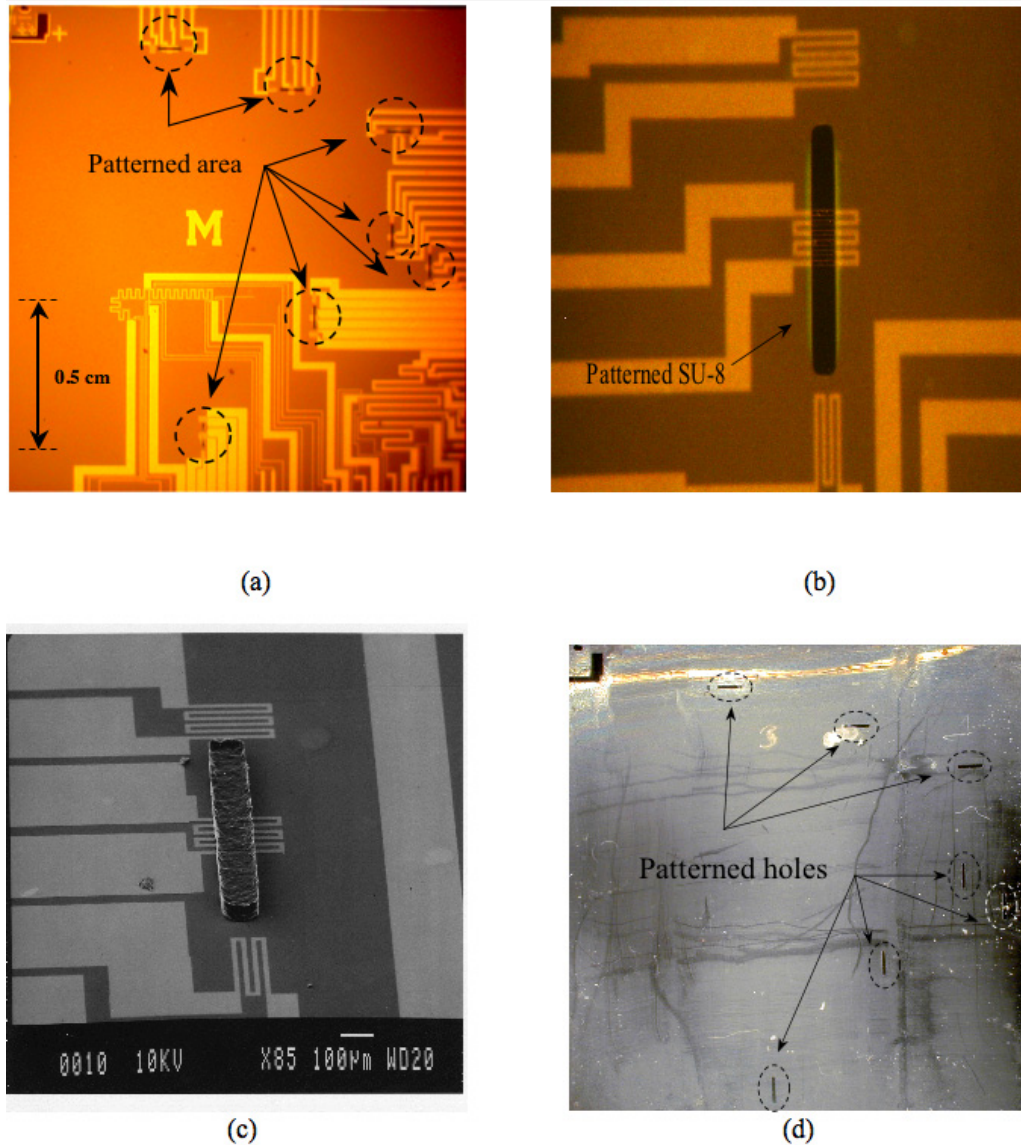 Patterned area
M
0.5 cm
(a)
Patterned SU-8
(b)
0010 10KV X85 100µm WD20
(c)
Patterned holes
(d)